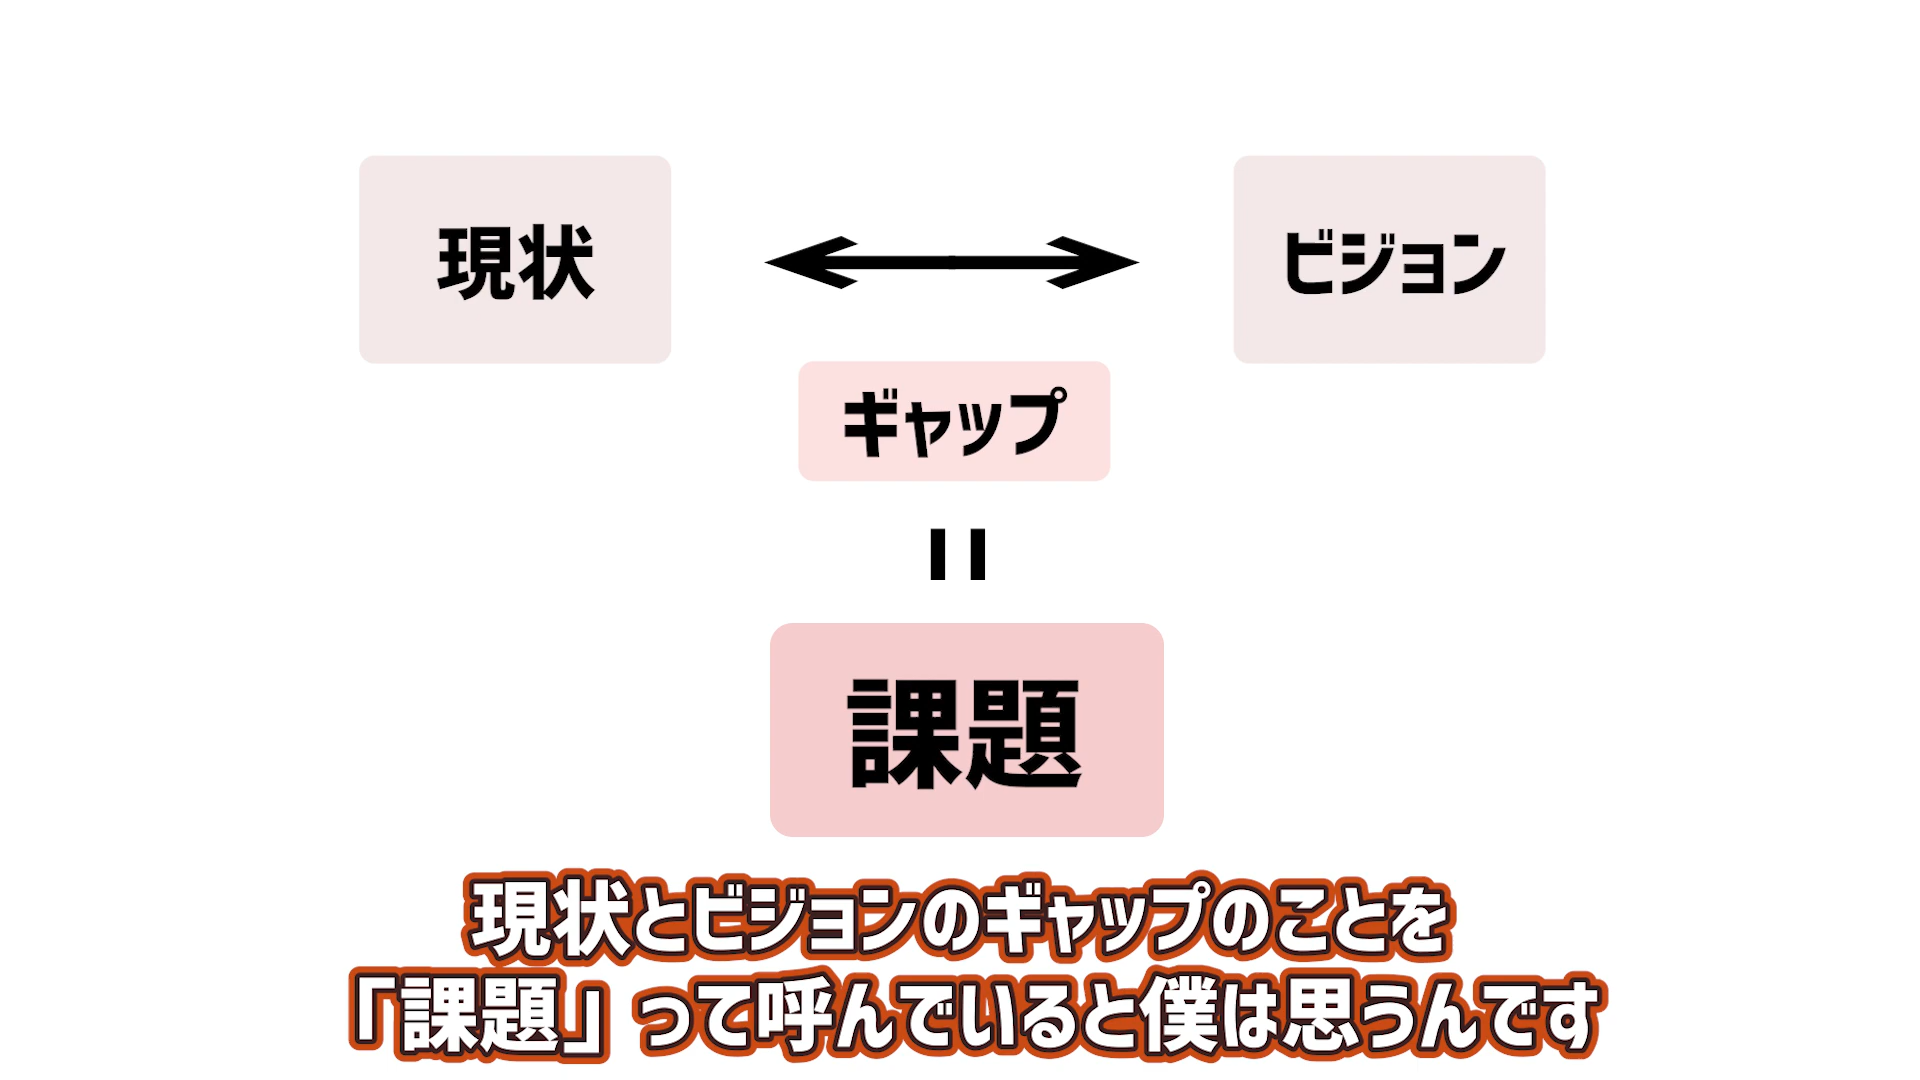 現状
ビジョン
ギャップ
=
課題
現状とビジョンのギャップのことを
「課題」って呼んでいると僕は思うんです